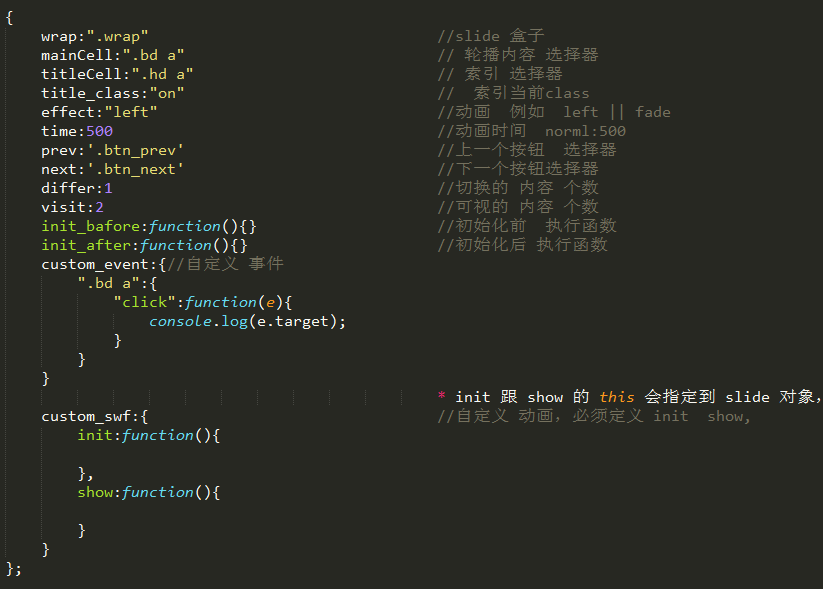 {
wrap:".wrap" //slide 盒子
mainCell:".bd a" // 轮播内容 选择器
titleCell:".hd a" // 索引 选择器
title_class:"on" // 索引当前class
effect:"left" //动画 例如 left || fade
time:500 //动画时间 norml:500
prev:'.btn_prev' //上一个按钮 选择器
next:'.btn_next' //下一个按钮选择器
differ:1 //切换的 内容 个数
visit:2 //可视的 内容 个数
init_bafore:function(){} //初始化前 执行函数
init_after:function(){} //初始化后 执行函数
custom_event:{//自定义 事件
".bd a":{
"click":function(e){
console.log(e.target);
}
}
}
* init 跟 show 的 this 会指定到 slide 对象,
custom_swf:{ //自定义 动画，必须定义 init show,
init:function(){
},
show:function(){
}
}
};